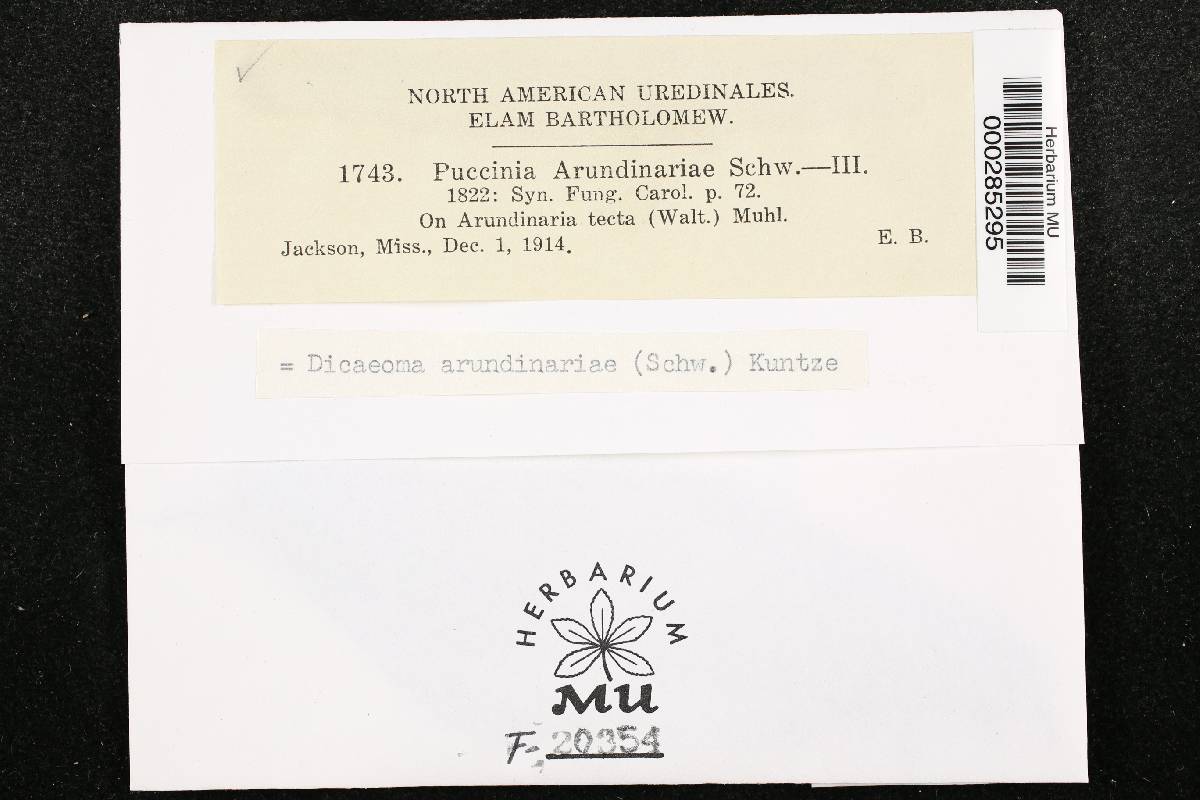 NORTH AMERICAN UREDINALES.
ELAM BARTHOLOMEW.
1743. Puccinia Arundinariae Schw.—III.
1822: Syn. Fung. Carol. p. 72.
On Arundinaria tecta (Walt.) Muhl.
Jackson, Miss., Dec. 1, 1914.
E. B.
Herbarium MU
000285295
= Dicaeoma arundinariae (Schw.) Kuntze
HERBARIUM
MU
F- 20354